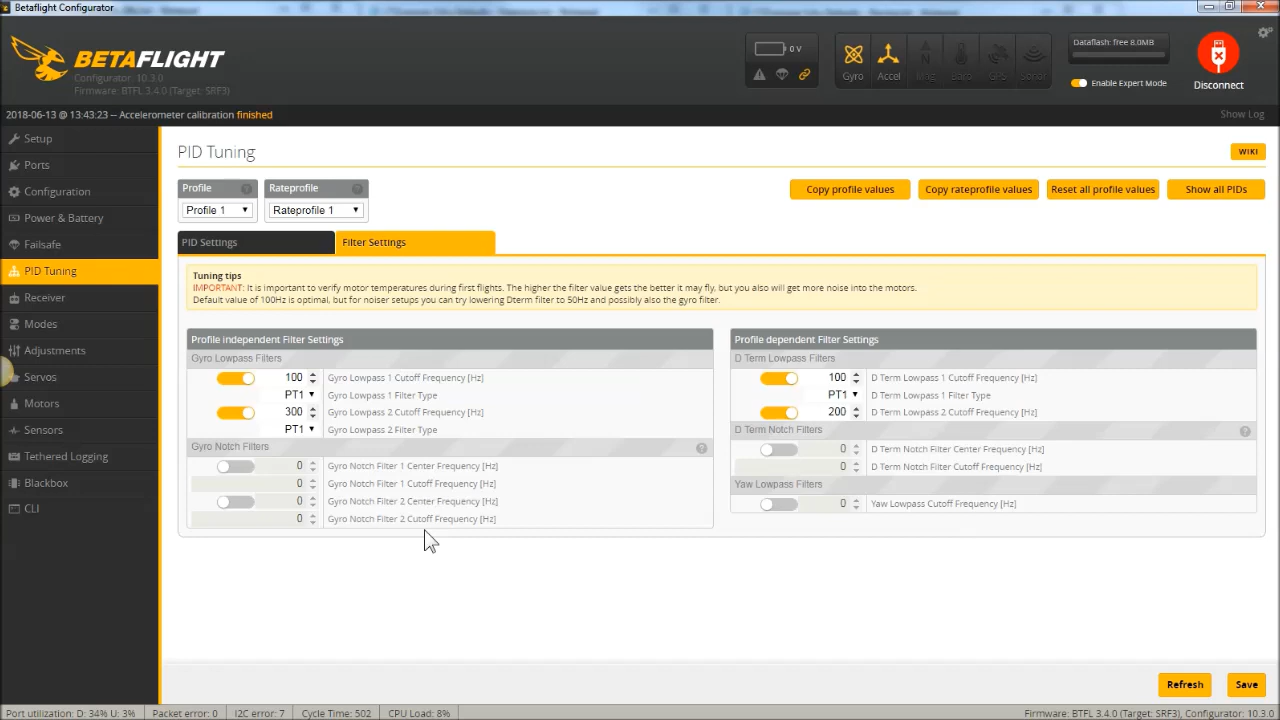 Betaflight Configurator
BETAFLIGHT
Configurator: 10.3.0
Firmware: BTFL 3.4.0 (Target: SRF3)
0 V
Gyro
Accel
Mag
Baro
GPS
Sonar
Dataflash: free 8.0MB
Enable Expert Mode
Disconnect
2018-06-13 @ 13:43:23 -- Accelerometer calibration finished
Show Log
Setup
Ports
Configuration
Power & Battery
Failsafe
PID Tuning
Receiver
Modes
Adjustments
Servos
Motors
Sensors
Tethered Logging
Blackbox
CLI
PID Tuning
WIKI
Profile
Profile 1
Rateprofile
Rateprofile 1
Copy profile values
Copy rateprofile values
Reset all profile values
Show all PIDs
PID Settings
Filter Settings
Tuning tips
IMPORTANT: It is important to verify motor temperatures during first flights. The higher the filter value gets the better it may fly, but you also will get more noise into the motors.
Default value of 100Hz is optimal, but for noiser setups you can try lowering Dterm filter to 50Hz and possibly also the gyro filter.
Profile independent Filter Settings
Gyro Lowpass Filters
100 Gyro Lowpass 1 Cutoff Frequency [Hz]
PT1 Gyro Lowpass 1 Filter Type
300 Gyro Lowpass 2 Cutoff Frequency [Hz]
PT1 Gyro Lowpass 2 Filter Type
Gyro Notch Filters
0 Gyro Notch Filter 1 Center Frequency [Hz]
0 Gyro Notch Filter 1 Cutoff Frequency [Hz]
0 Gyro Notch Filter 2 Center Frequency [Hz]
0 Gyro Notch Filter 2 Cutoff Frequency [Hz]
Profile dependent Filter Settings
D Term Lowpass Filters
100 D Term Lowpass 1 Cutoff Frequency [Hz]
PT1 D Term Lowpass 1 Filter Type
200 D Term Lowpass 2 Cutoff Frequency [Hz]
D Term Notch Filters
0 D Term Notch Filter Center Frequency [Hz]
0 D Term Notch Filter Cutoff Frequency [Hz]
Yaw Lowpass Filters
0 Yaw Lowpass Cutoff Frequency [Hz]
Refresh
Save
Port utilization: D: 34% U: 3%
Packet error: 0
I2C error: 7
Cycle Time: 502
CPU Load: 8%
Firmware: BTFL 3.4.0 (Target: SRF3), Configurator: 10.3.0